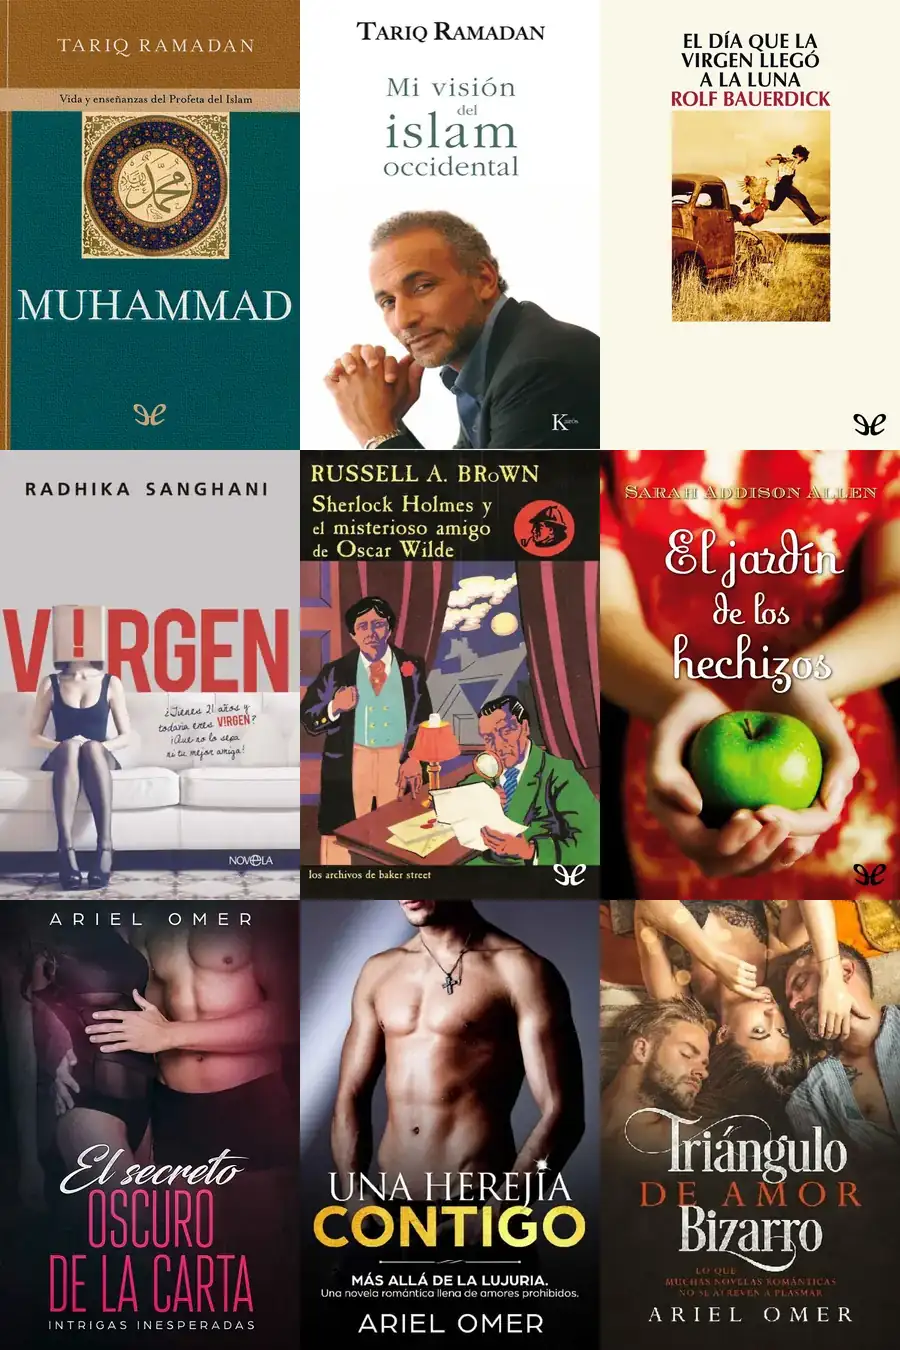 TARIQ RAMADAN
Vida y enseñanzas del Profeta del Islam
محمد
MUHAMMAD
TARIQ RAMADAN
Mi visión
del
islam
occidental
Kairós
EL DÍA QUE LA
VIRGEN LLEGÓ
A LA LUNA
ROLF BAUERDICK
RADHIKA SANGHANI
V!RGEN
¿Tienes 21 años y
todavía eres V!RGEN?
¡Que no lo sepa
ni tu mejor amiga!
NOVELA
RUSSELL A. BROWN
Sherlock Holmes y
el misterioso amigo
de Oscar Wilde
los archivos de baker street
SARAH ADDISON ALLEN
El jardín
de los
hechizos
ARIEL OMER
El secreto
OSCURO
DE LA CARTA
INTRIGAS INESPERADAS
UNA HEREJÍA
CONTIGO
MÁS ALLÁ DE LA LUJURIA.
Una novela romántica llena de amores prohibidos.
ARIEL OMER
Triángulo
DE AMOR
Bizarro
LO QUE
MUCHAS NOVELAS ROMÁNTICAS
NO SE ATREVEN A PLASMAR
ARIEL OMER